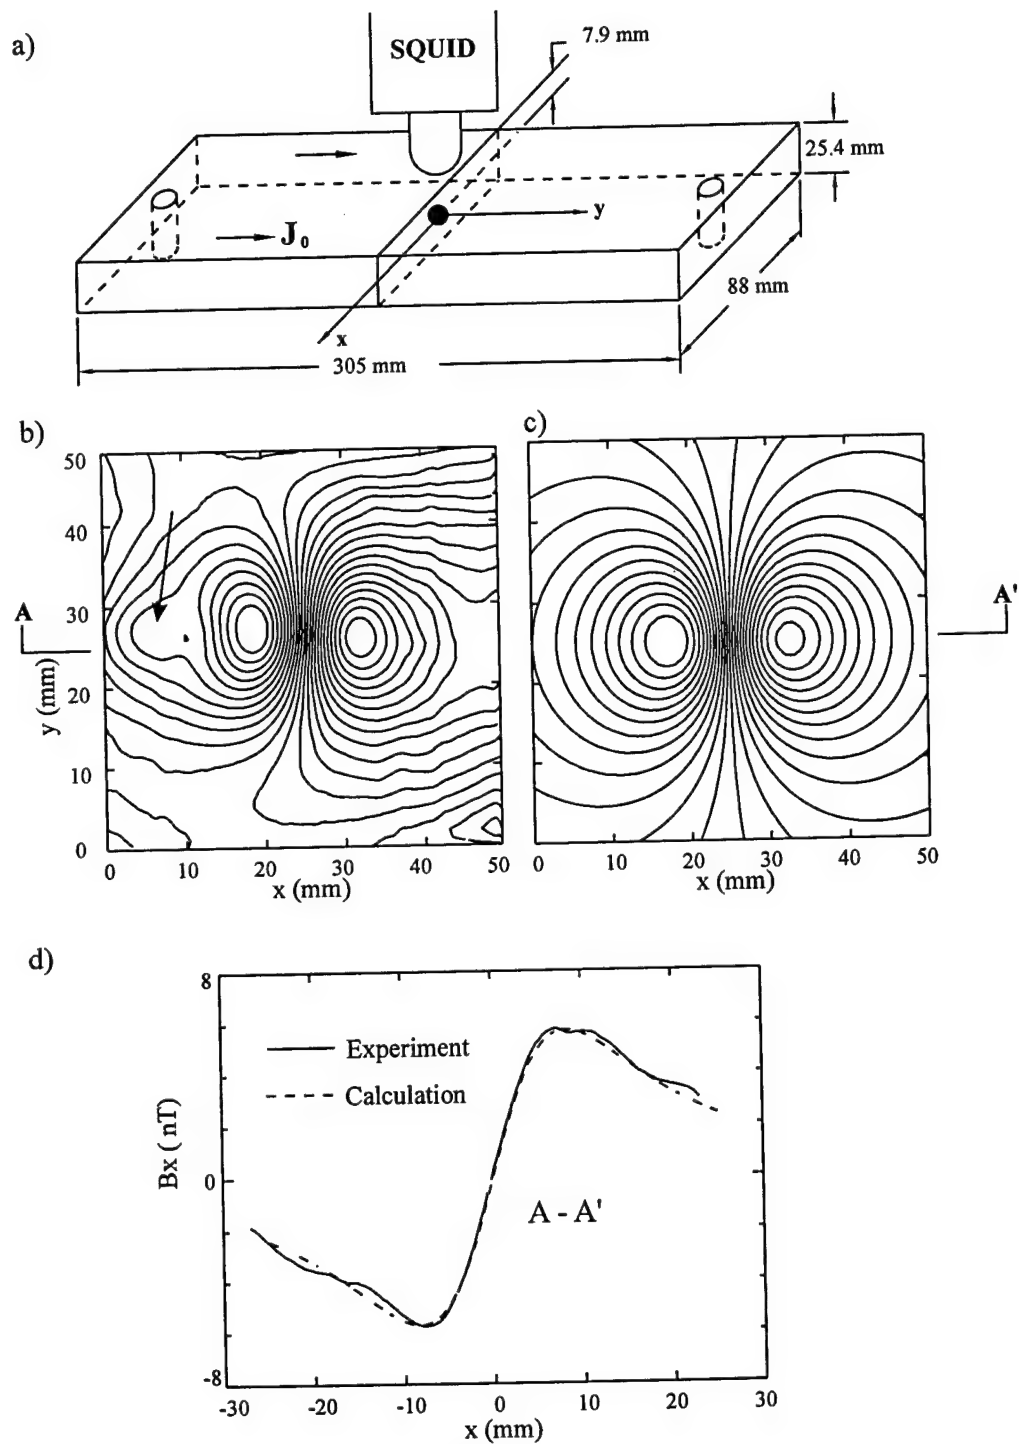 a)
SQUID
7.9 mm
25.4 mm
y
J₀
88 mm
x
305 mm
b)
c)
50
40
30
20
10
0
y (mm)
A
A'
0 10 20 30 40 50
x (mm)
0 10 20 30 40 50
x (mm)
d)
8
0
-8
Bx ( nT)
Experiment
Calculation
A - A'
-30 -20 -10 0 10 20 30
x (mm)